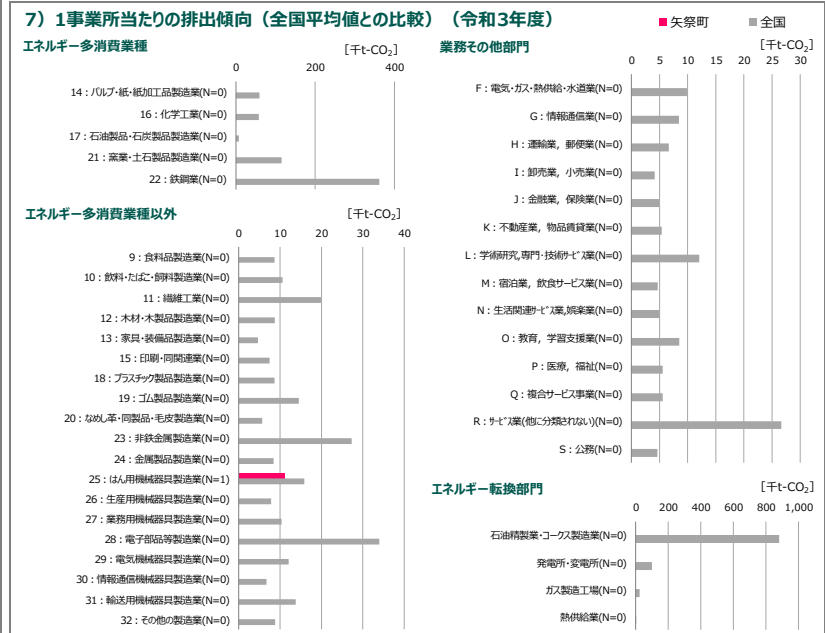 7）1事業所当たりの排出傾向（全国平均値との比較）（令和3年度）
■矢祭町 ■全国
エネルギー多消費業種
[千t-CO₂]
0 200 400
14：パルプ・紙・紙加工品製造業(N=0)
16：化学工業(N=0)
17：石油製品・石炭製品製造業(N=0)
21：窯業・土石製品製造業(N=0)
22：鉄鋼業(N=0)
エネルギー多消費業種以外
[千t-CO₂]
0 10 20 30 40
9：食料品製造業(N=0)
10：飲料・たばこ・飼料製造業(N=0)
11：繊維工業(N=0)
12：木材・木製品製造業(N=0)
13：家具・装備品製造業(N=0)
15：印刷・同関連業(N=0)
18：プラスチック製品製造業(N=0)
19：ゴム製品製造業(N=0)
20：なめし革・同製品・毛皮製造業(N=0)
23：非鉄金属製造業(N=0)
24：金属製品製造業(N=0)
25：はん用機械器具製造業(N=1)
26：生産用機械器具製造業(N=0)
27：業務用機械器具製造業(N=0)
28：電子部品等製造業(N=0)
29：電気機械器具製造業(N=0)
30：情報通信機械器具製造業(N=0)
31：輸送用機械器具製造業(N=0)
32：その他の製造業(N=0)
業務その他部門
[千t-CO₂]
0 5 10 15 20 25 30
F：電気・ガス・熱供給・水道業(N=0)
G：情報通信業(N=0)
H：運輸業，郵便業(N=0)
I：卸売業，小売業(N=0)
J：金融業，保険業(N=0)
K：不動産業，物品賃貸業(N=0)
L：学術研究,専門・技術ｻｰﾋﾞｽ業(N=0)
M：宿泊業，飲食サービス業(N=0)
N：生活関連ｻｰﾋﾞｽ業,娯楽業(N=0)
O：教育，学習支援業(N=0)
P：医療，福祉(N=0)
Q：複合サービス事業(N=0)
R：ｻｰﾋﾞｽ業(他に分類されない)(N=0)
S：公務(N=0)
エネルギー転換部門
[千t-CO₂]
0 200 400 600 800 1,000
石油精製業・コークス製造業(N=0)
発電所・変電所(N=0)
ガス製造工場(N=0)
熱供給業(N=0)